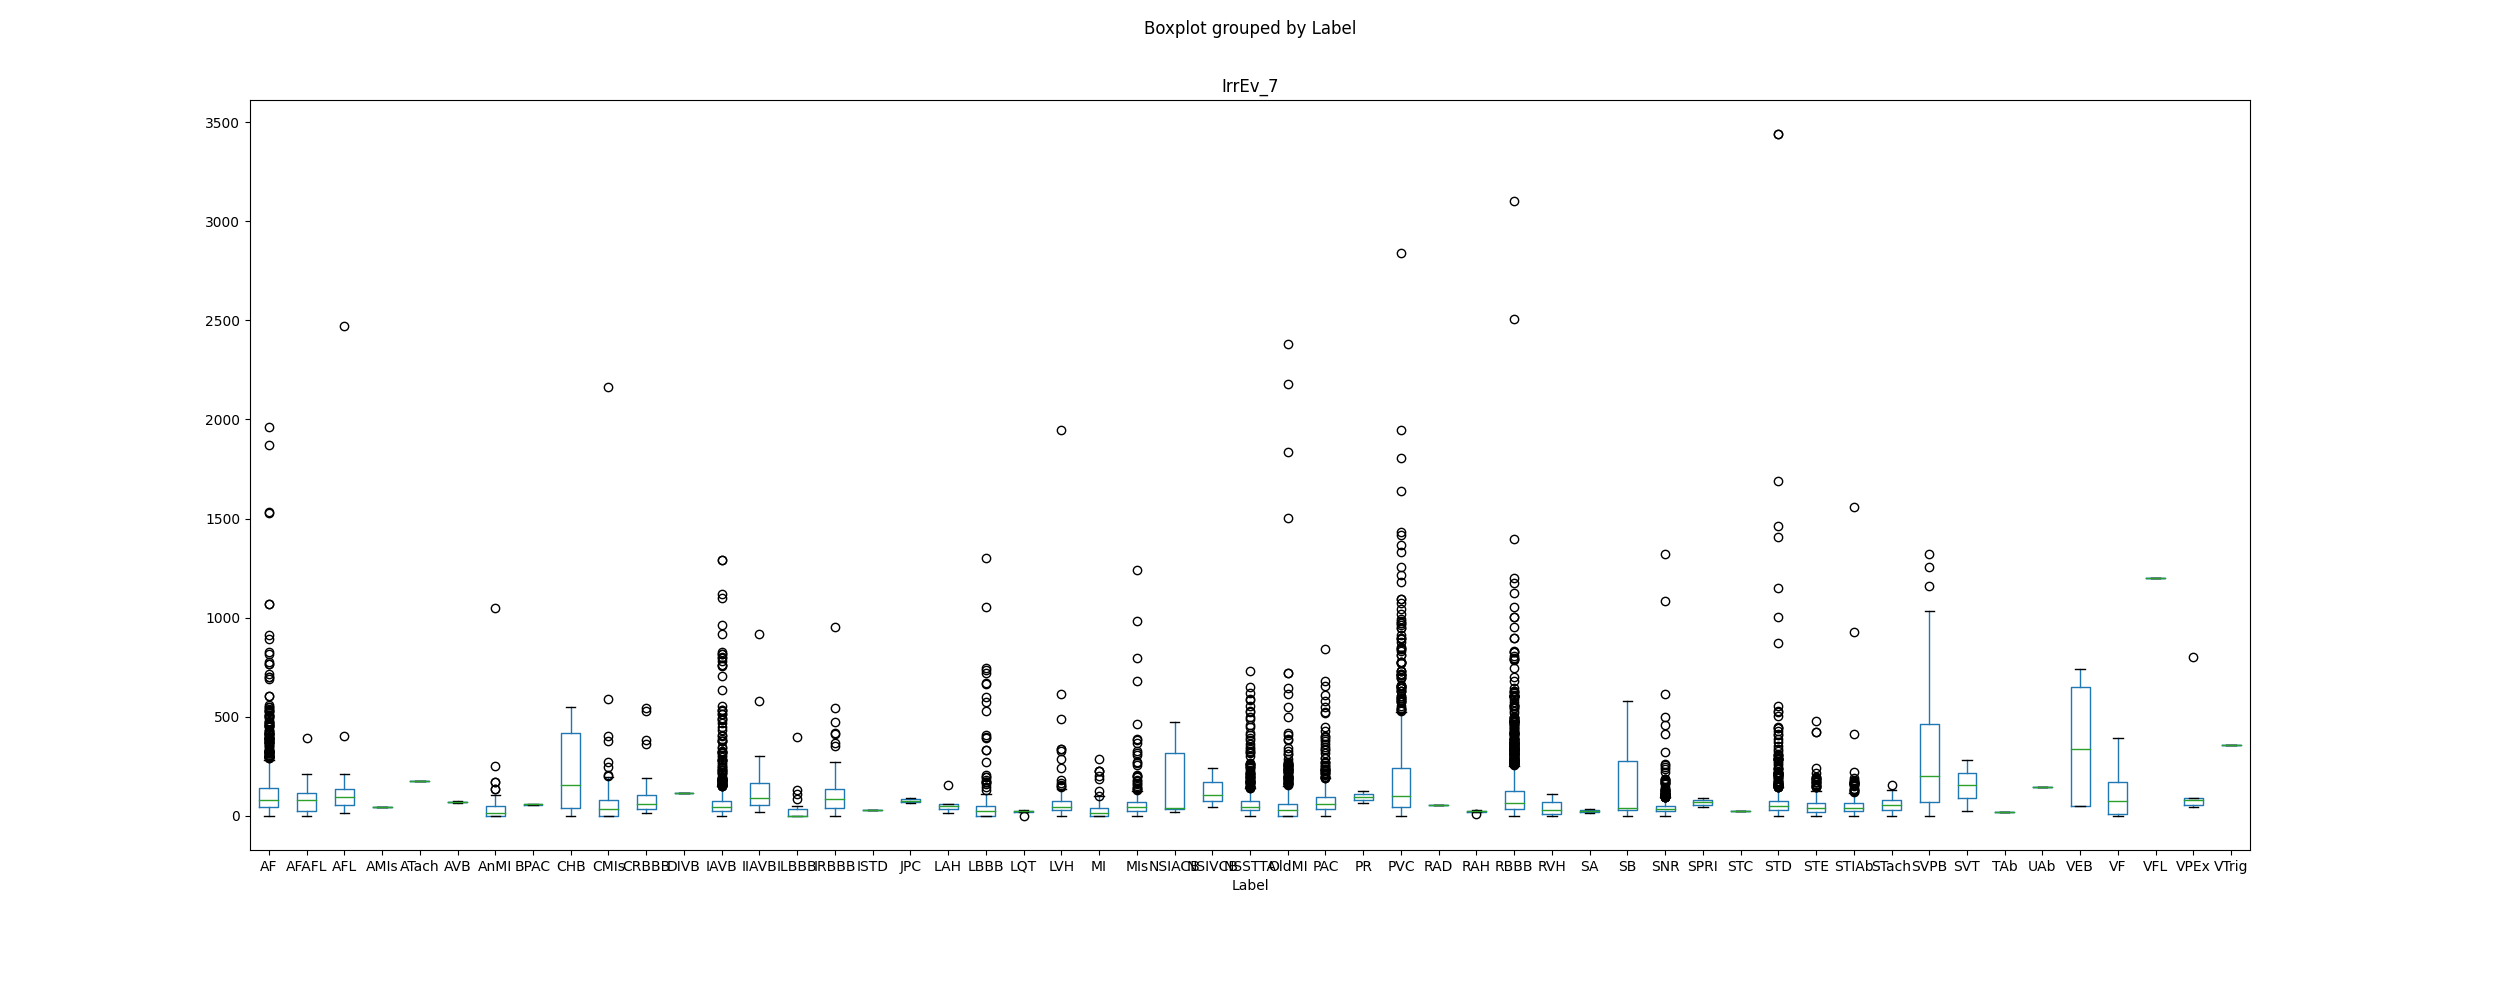 Boxplot grouped by Label
IrrEv_7
3500
3000
2500
2000
1500
1000
500
0
AF AFAFL AFL AMIs ATach AVB AnMI BPAC CHB CMIs CRBBB DIVB IAVB IIAVB ILBBB IRBBB ISTD JPC LAH LBBB LQT LVH MI MIs NSIACB NSIVCB NSSTTA OldMI PAC PR PVC RAD RAH RBBB RVH SA SB SNR SPRI STC STD STE STIAb STach SVPB SVT TAb UAb VEB VF VFL VPEx VTrig
Label